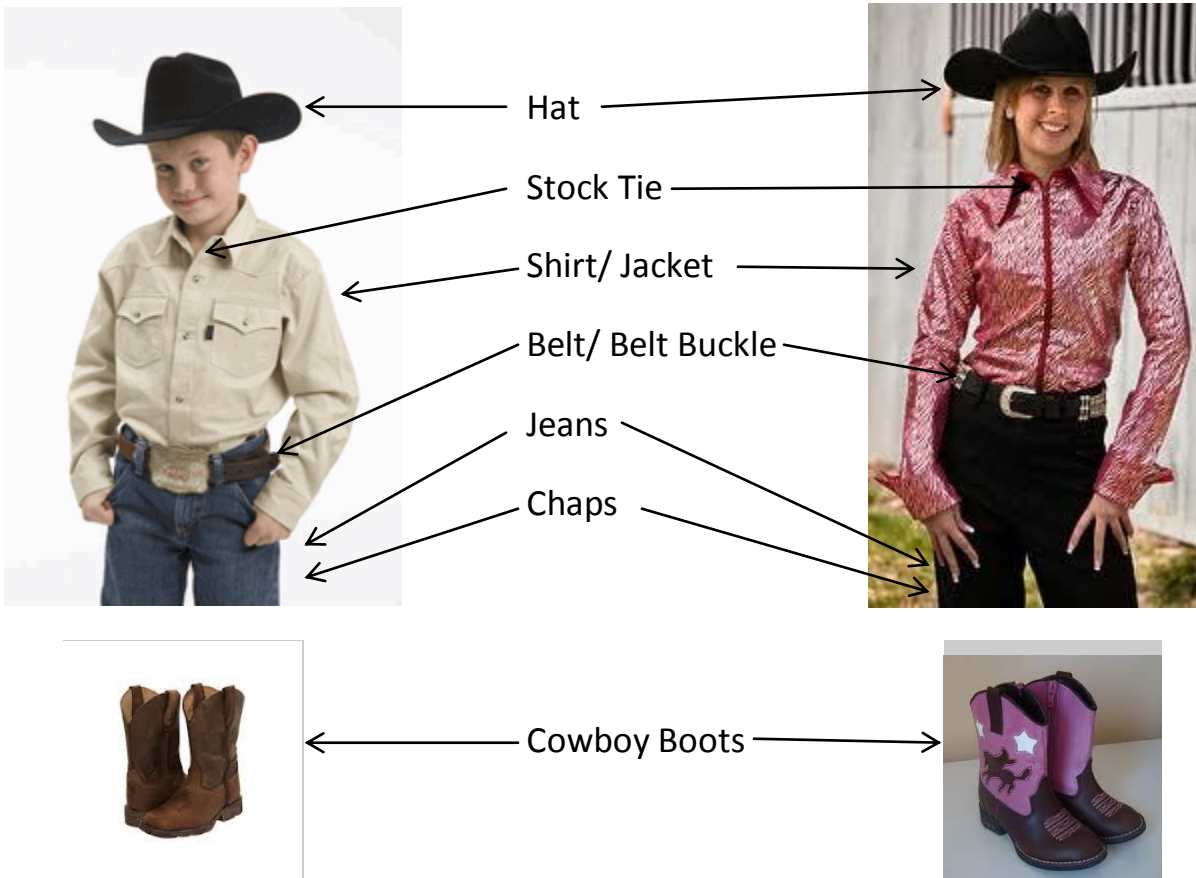 Hat
Stock Tie
Shirt/ Jacket
Belt/ Belt Buckle
Jeans
Chaps
Cowboy Boots